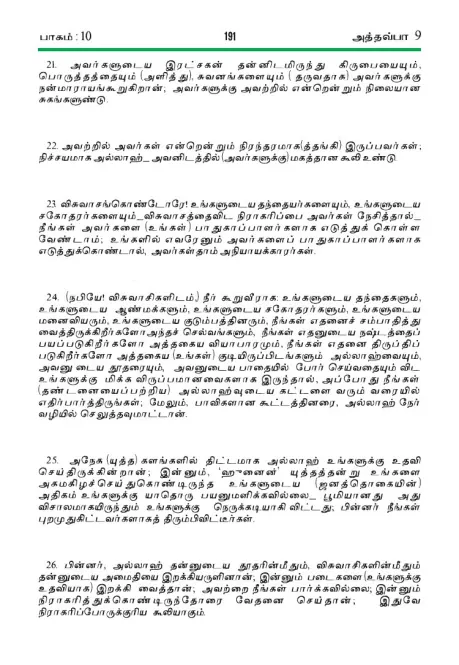 பாகம் : 10 191 அத்தவ்பா 9
21. அவர்களுடைய இரட்சகன் தன்னிடமிருந்து கிருபையையும்,
பொருத்தத்தையும் (அளித்து), சுவனங்களையும் ( தருவதாக) அவர்களுக்கு
நன்மாராயங்கூறுகிறான்; அவர்களுக்கு அவற்றில் என்றென்றும் நிலையான
சுகங்களுண்டு.
22. அவற்றில் அவர்கள் என்றென்றும் நிரந்தரமாக(த்தங்கி) இருப்பவர்கள்;
நிச்சயமாக அல்லாஹ்_ அவனிடத்தில் (அவர்களுக்கு) மகத்தான கூலி உண்டு.
23. விசுவாசங்கொண்டோரே! உங்களுடைய தந்தையர்களையும், உங்களுடைய
சகோதரர்களையும்_விசுவாசத்தைவிட நிராகரிப்பை அவர்கள் நேசித்தால்_
நீங்கள் அவர்களை (உங்கள்) பாதுகாப்பாளர்களாக எடுத்துக் கொள்ள
வேண்டாம்; உங்களில் எவரேனும் அவர்களைப் பாதுகாப்பாளர்களாக
எடுத்துக்கொண்டால், அவர்கள்தாம் அநியாயக்காரர்கள்.
24. (நபியே! விசுவாசிகளிடம்,) நீர் கூறுவீராக: உங்களுடைய தந்தைகளும்,
உங்களுடைய ஆண்மக்களும், உங்களுடைய சகோதரர்களும், உங்களுடைய
மனைவியரும், உங்களுடைய குடும்பத்தினரும், நீங்கள் எதனைச் சம்பாதித்து
வைத்திருக்கிறீர்களோ அந்தச் செல்வங்களும், நீங்கள் எதனுடைய நஷ்டத்தைப்
பயப்படுகிறீர்களோ அத்தகைய வியாபாரமும், நீங்கள் எதனை திருப்திப்
படுகிறீர்களோ அத்தகைய (உங்கள்) குடியிருப்பிடங்களும் அல்லாஹ்வையும்,
அவனுடைய தூதரையும், அவனுடைய பாதையில் போர் செய்வதையும் விட
உங்களுக்கு மிக்க விருப்பமானவைகளாக இருந்தால், அப்போது நீங்கள்
(தண்டனையைப்பற்றிய) அல்லாஹ்வுடைய கட்டளை வரும் வரையில்
எதிர்பார்த்திருங்கள்; மேலும், பாவிகளான கூட்டத்தினரை, அல்லாஹ் நேர்
வழியில் செலுத்தவுமாட்டான்.
25. அநேக (யுத்த) களங்களில் திட்டமாக அல்லாஹ் உங்களுக்கு உதவி
செய்திருக்கின்றான்; இன்னும், 'ஹுனைன்' யுத்தத்தன்று உங்களை
அகமகிழச்செய்துகொண்டிருந்த உங்களுடைய (ஜனத்தொகையின்)
அதிகம் உங்களுக்கு யாதொரு பயனுமளிக்கவில்லை_ பூமியானது அது
விசாலமாகயிருந்தும் உங்களுக்கு நெருக்கடியாகி விட்டது; பின்னர் நீங்கள்
புறமுதுகிட்டவர்களாகத் திரும்பிவிட்டீர்கள்.
26. பின்னர், அல்லாஹ் தன்னுடைய தூதரின்மீதும், விசுவாசிகளின்மீதும்
தன்னுடைய அமைதியை இறக்கியருளினான்; இன்னும் படைகளை (உங்களுக்கு
உதவியாக) இறக்கி வைத்தான்; அவற்றை நீங்கள் பார்க்கவில்லை; இன்னும்
நிராகரித்துக்கொண்டிருந்தோரை வேதனை செய்தான்; இதுவே
நிராகரிப்போருக்குரிய கூலியாகும்.